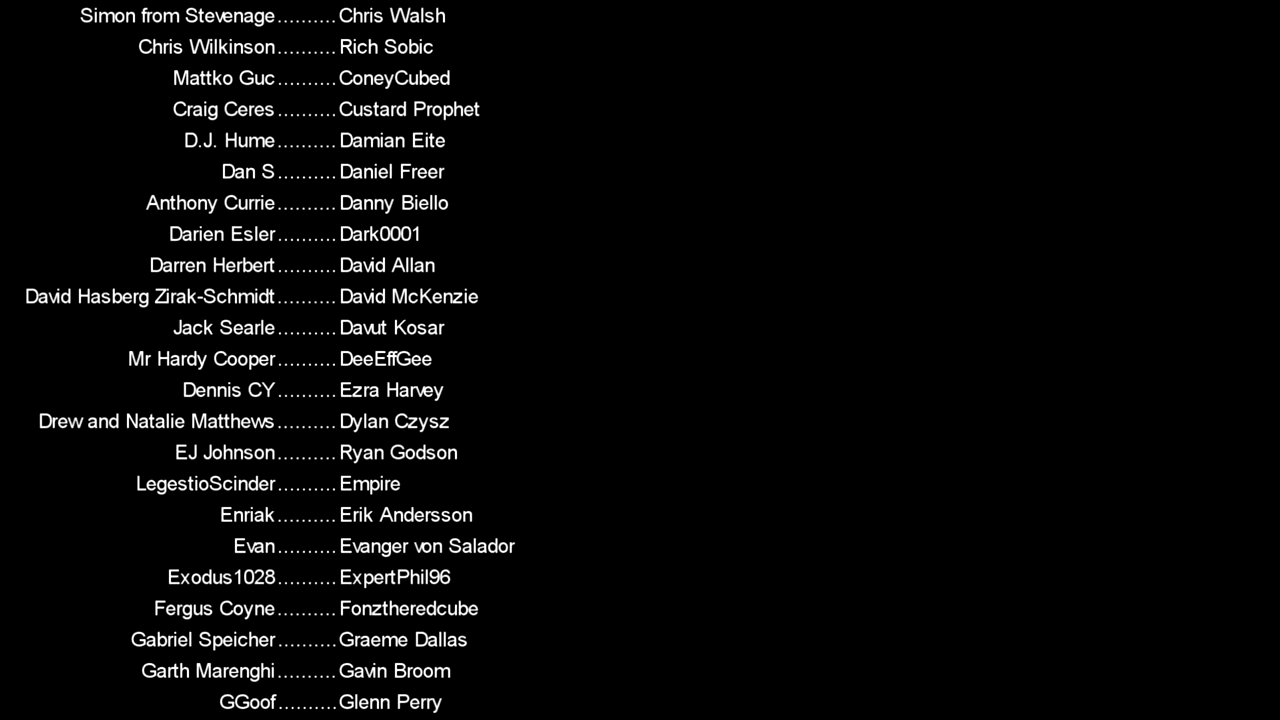 Simon from Stevenage..........Chris Walsh
Chris Wilkinson..........Rich Sobic
Mattko Guc..........ConeyCubed
Craig Ceres..........Custard Prophet
D.J. Hume..........Damian Eite
Dan S..........Daniel Freer
Anthony Currie..........Danny Biello
Darien Esler..........Dark0001
Darren Herbert..........David Allan
David Hasberg Zirak-Schmidt..........David McKenzie
Jack Searle..........Davut Kosar
Mr Hardy Cooper..........DeeEffGee
Dennis CY..........Ezra Harvey
Drew and Natalie Matthews..........Dylan Czysz
EJ Johnson..........Ryan Godson
LegestioScinder..........Empire
Enriak..........Erik Andersson
Evan..........Evanger von Salador
Exodus1028..........ExpertPhil96
Fergus Coyne..........Fonztheredcube
Gabriel Speicher..........Graeme Dallas
Garth Marenghi..........Gavin Broom
GGoof..........Glenn Perry